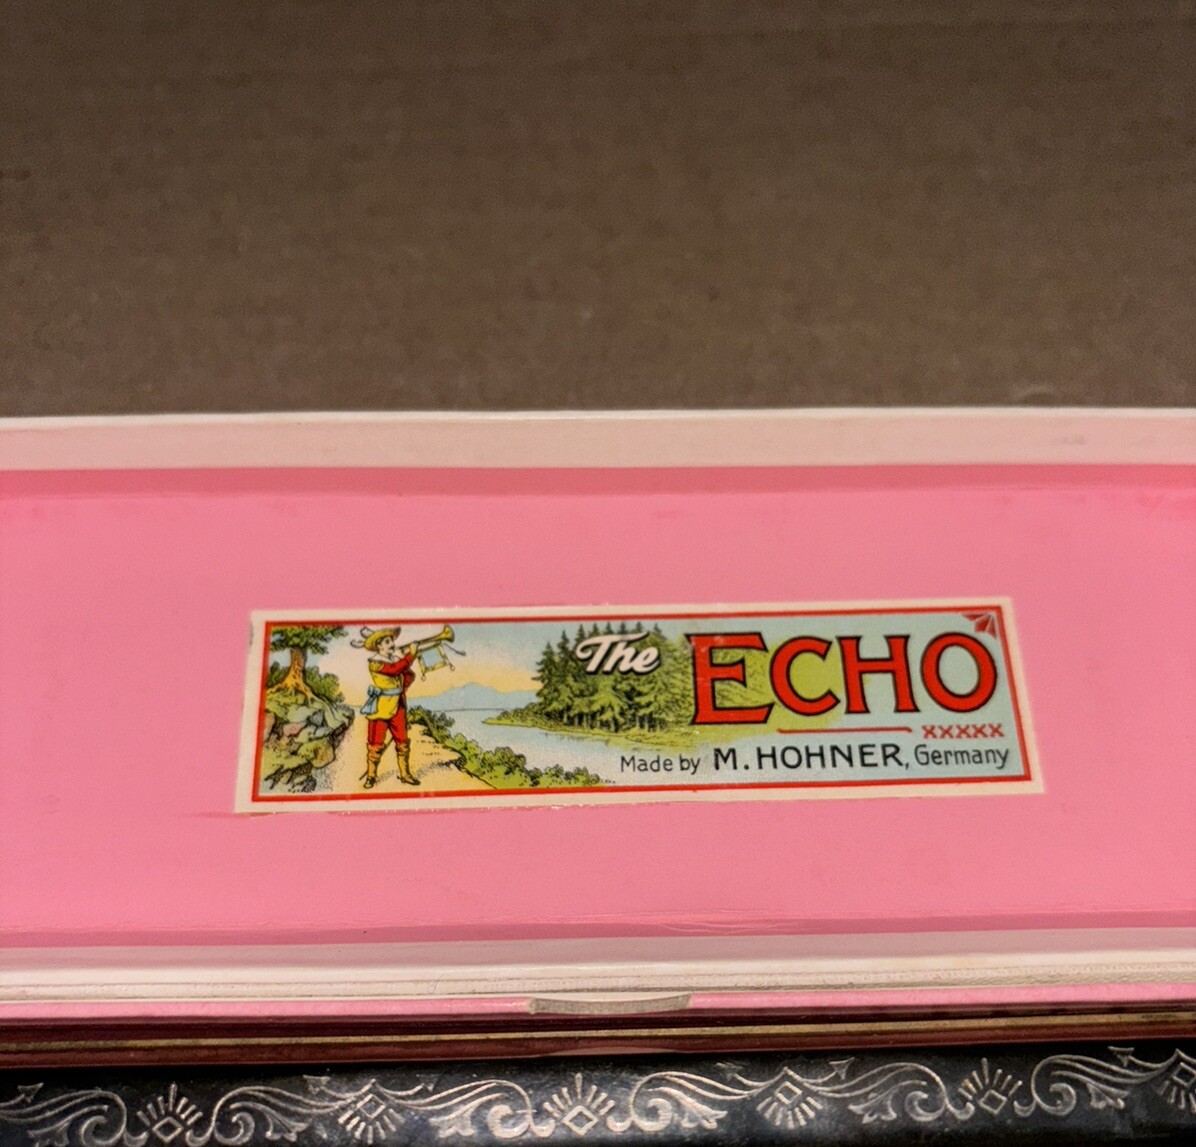 The ECHO
xxxxx
Made by M. HOHNER, Germany